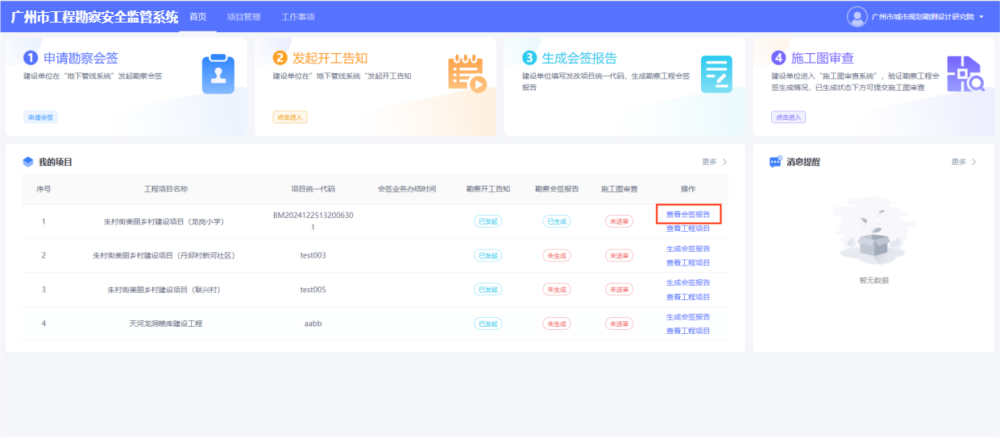 广州市工程勘察安全监管系统 首页 项目管理 工作事项 广州市城市规划勘测设计研究院
1 申请勘察会签
建设单位在“地下管线系统”发起勘察会签
申请会签
2 发起开工告知
建设单位在“地下管线系统“发起开工告知
点击进入
3 生成会签报告
建设单位填写发改项目统一代码，生成勘察工程会签
报告
4 施工图审查
建设单位进入“施工图审查系统”，验证勘察工程会
签生成情况，已生成状态下方可提交施工图审查
点击进入
我的项目 更多
序号 工程项目名称 项目统一代码 会签业务办结时间 勘察开工告知 勘察会签报告 施工图审查 操作
1 朱村街美丽乡村建设项目（龙岗小学） BM2024122513200630 已发起 已生成 未送审 查看会签报告
1 查看工程项目
2 朱村街美丽乡村建设项目（丹邱村新河社区） test003 已发起 未生成 未送审 生成会签报告
查看工程项目
3 朱村街美丽乡村建设项目（联兴村） test005 已发起 未生成 未送审 生成会签报告
查看工程项目
4 天河龙洞粮库建设工程 aabb 已发起 未生成 未送审 生成会签报告
查看工程项目
消息提醒 更多
暂无数据